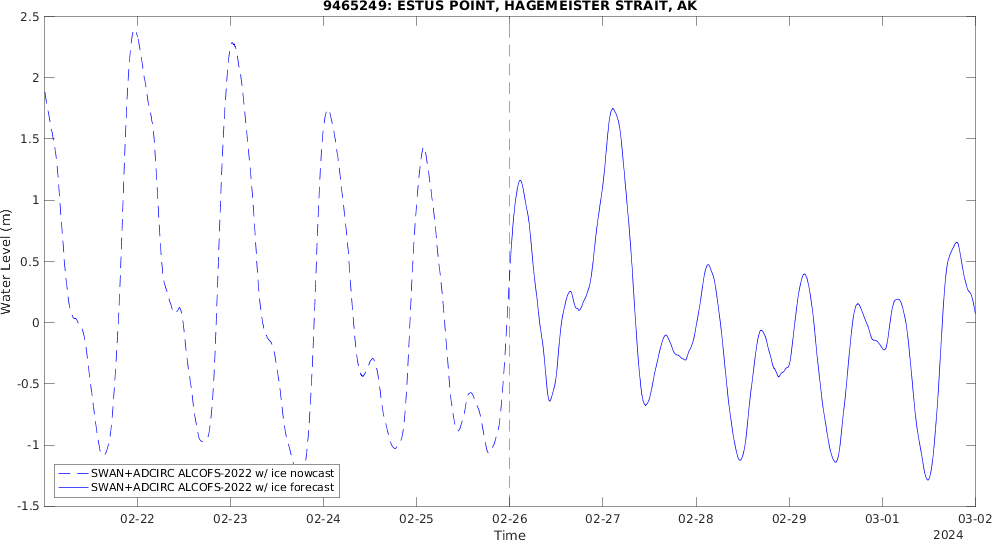 9465249: ESTUS POINT, HAGEMEISTER STRAIT, AK
2.5
2
1.5
1
0.5
0
-0.5
-1
-1.5
Water Level (m)
SWAN+ADCIRC ALCOFS-2022 w/ ice nowcast
SWAN+ADCIRC ALCOFS-2022 w/ ice forecast
02-22 02-23 02-24 02-25 02-26 02-27 02-28 02-29 03-01 03-02
Time
2024